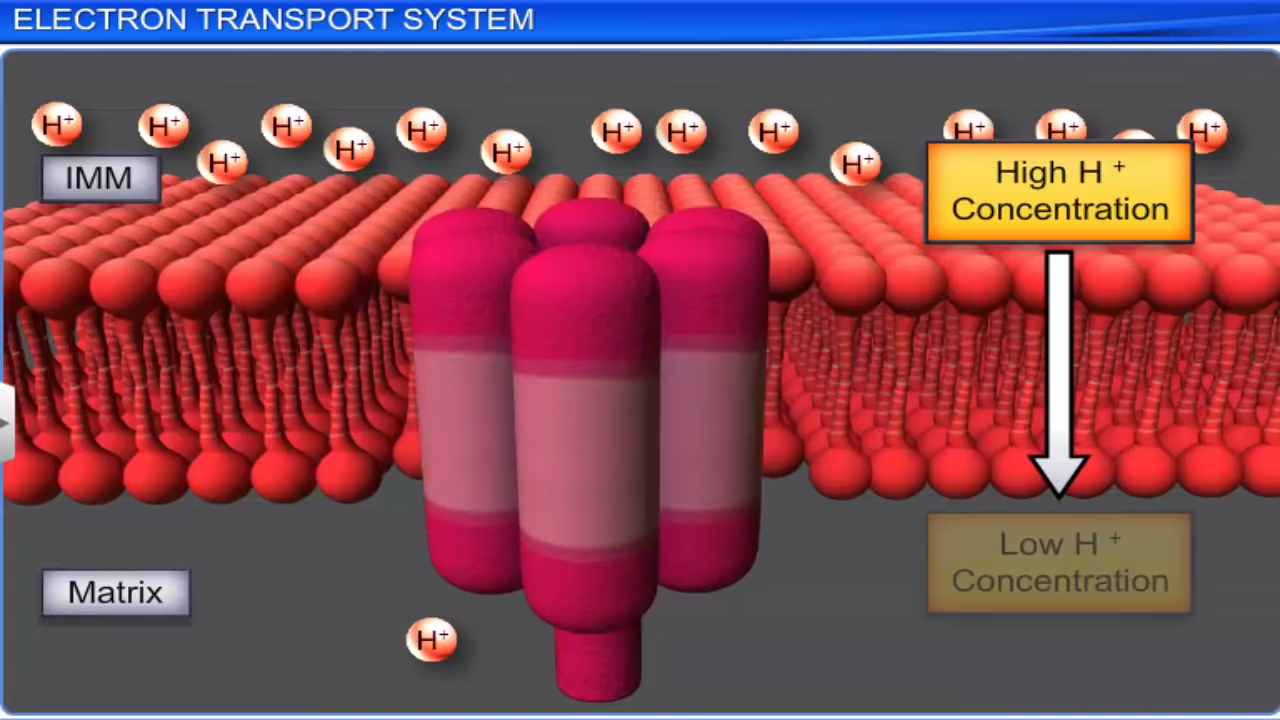 ELECTRON TRANSPORT SYSTEM
H+ H+ H+ H+ H+ H+ H+ H+ H+ H+ H+
H+ H+ H+ H+
IMM
High H +
Concentration
Low H +
Concentration
Matrix
H+